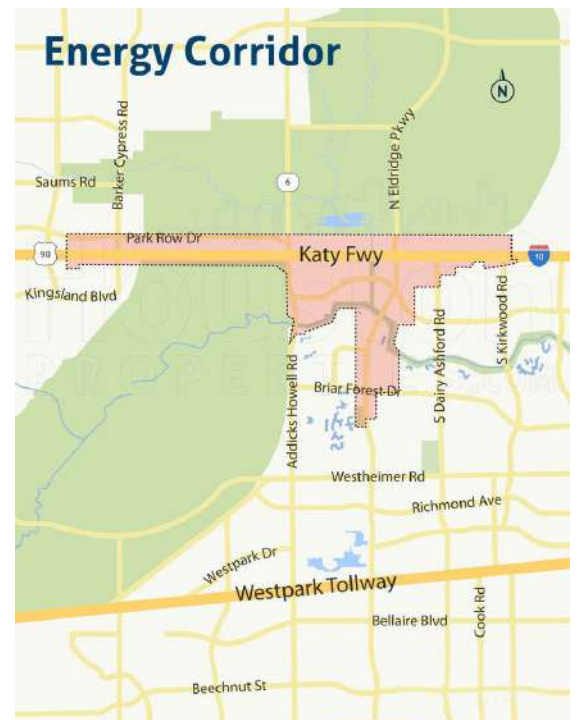 Energy Corridor
N
Barker Cypress Rd
N Eldridge Pkwy
Saums Rd
6
Park Row Dr
90
Katy Fwy
10
Kingsland Blvd
S Kirkwood Rd
S Dairy Ashford Rd
Addicks Howell Rd
Briar Forest Dr
Westheimer Rd
Richmond Ave
Westpark Dr
Westpark Tollway
Cook Rd
Bellaire Blvd
Beechnut St